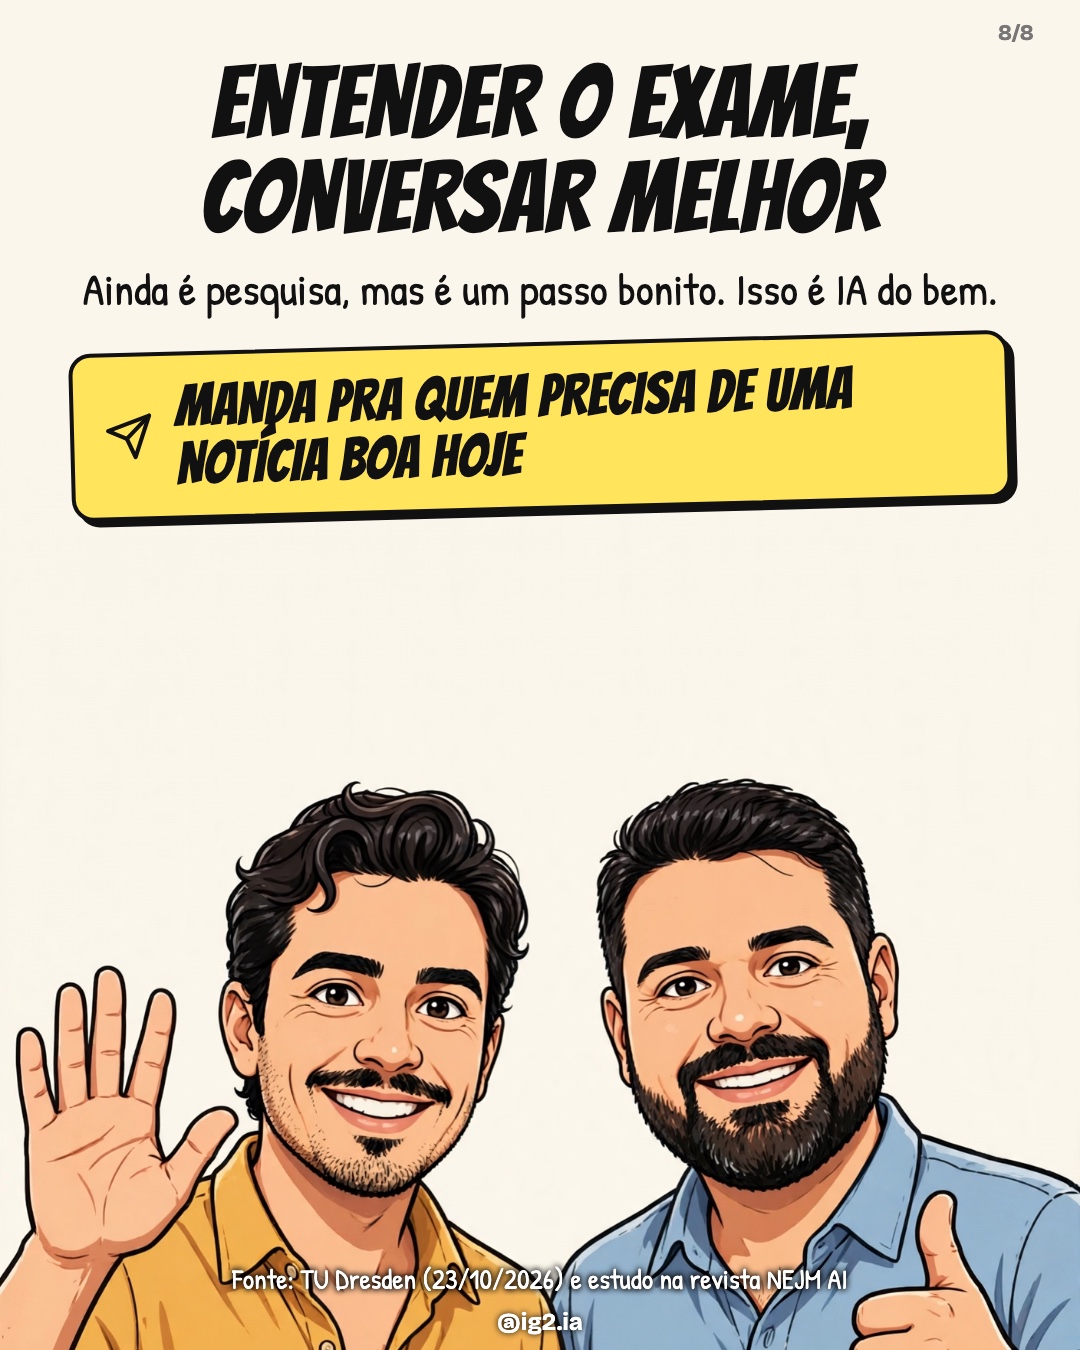 8/8
ENTENDER O EXAME,
CONVERSAR MELHOR
Ainda é pesquisa, mas é um passo bonito. Isso é IA do bem.
MANDA PRA QUEM PRECISA DE UMA
NOTÍCIA BOA HOJE
Fonte: TU Dresden (23/10/2026) e estudo na revista NEJM AI
@ig2.ia